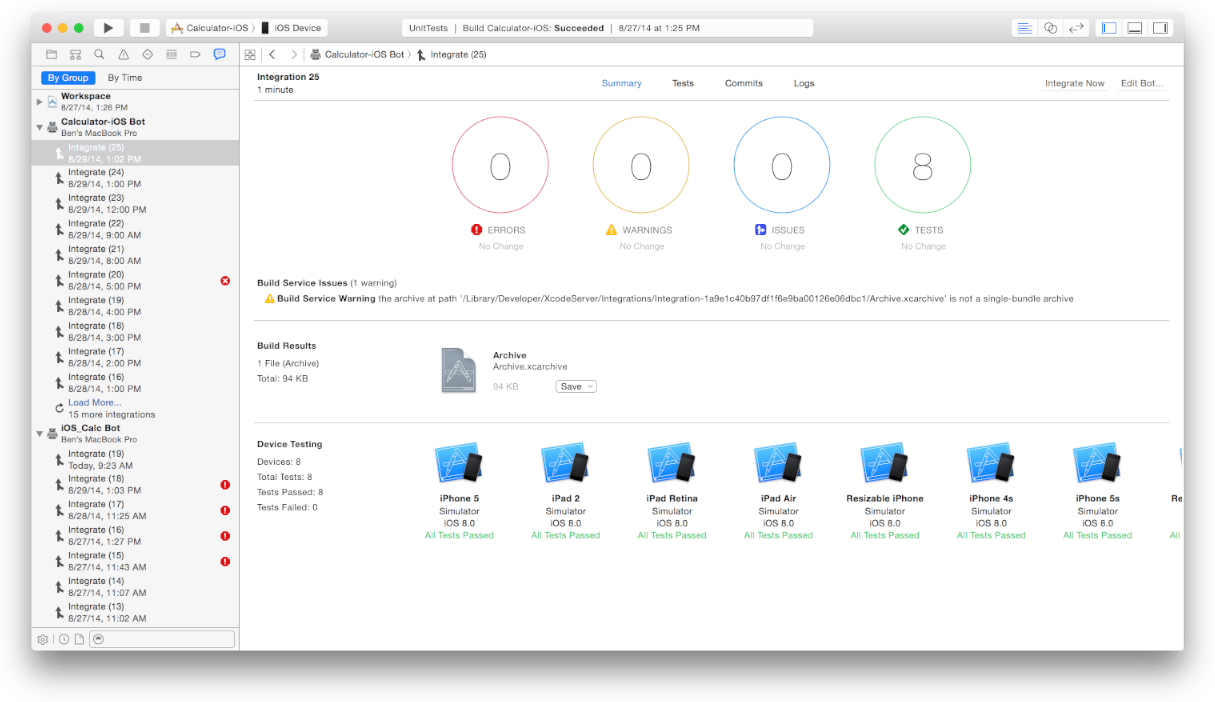 Calculator-iOS 〉 iOS Device
UnitTests | Build Calculator-iOS: Succeeded | 8/27/14 at 1:25 PM
Calculator-iOS Bot 〉 Integrate (25)
By Group By Time
Workspace
8/27/14, 1:26 PM
Calculator-iOS Bot
Ben's MacBook Pro
Integrate (25)
8/29/14, 1:02 PM
Integrate (24)
8/29/14, 1:00 PM
Integrate (23)
8/29/14, 12:00 PM
Integrate (22)
8/29/14, 9:00 AM
Integrate (21)
8/29/14, 8:00 AM
Integrate (20)
8/28/14, 5:00 PM
Integrate (19)
8/28/14, 4:00 PM
Integrate (18)
8/28/14, 3:00 PM
Integrate (17)
8/28/14, 2:00 PM
Integrate (16)
8/28/14, 1:00 PM
Load More...
15 more integrations
iOS_Calc Bot
Ben's MacBook Pro
Integrate (19)
Today, 9:23 AM
Integrate (18)
8/29/14, 1:03 PM
Integrate (17)
8/28/14, 11:25 AM
Integrate (16)
8/27/14, 1:27 PM
Integrate (15)
8/27/14, 11:43 AM
Integrate (14)
8/27/14, 11:07 AM
Integrate (13)
8/27/14, 11:02 AM
Integration 25
1 minute
Summary Tests Commits Logs
Integrate Now Edit Bot...
0 0 0 8
ERRORS WARNINGS ISSUES TESTS
No Change No Change No Change No Change
Build Service Issues (1 warning)
Build Service Warning the archive at path '/Library/Developer/XcodeServer/Integrations/Integration-1a9e1c40b97df1f6e9ba00126e06dbc1/Archive.xcarchive' is not a single-bundle archive
Build Results
1 File (Archive)
Total: 94 KB
Archive
Archive.xcarchive
94 KB Save
Device Testing
Devices: 8
Total Tests: 8
Tests Passed: 8
Tests Failed: 0
iPhone 5 iPad 2 iPad Retina iPad Air Resizable iPhone iPhone 4s iPhone 5s Re
Simulator Simulator Simulator Simulator Simulator Simulator Simulator
iOS 8.0 iOS 8.0 iOS 8.0 iOS 8.0 iOS 8.0 iOS 8.0 iOS 8.0
All Tests Passed All Tests Passed All Tests Passed All Tests Passed All Tests Passed All Tests Passed All Tests Passed All